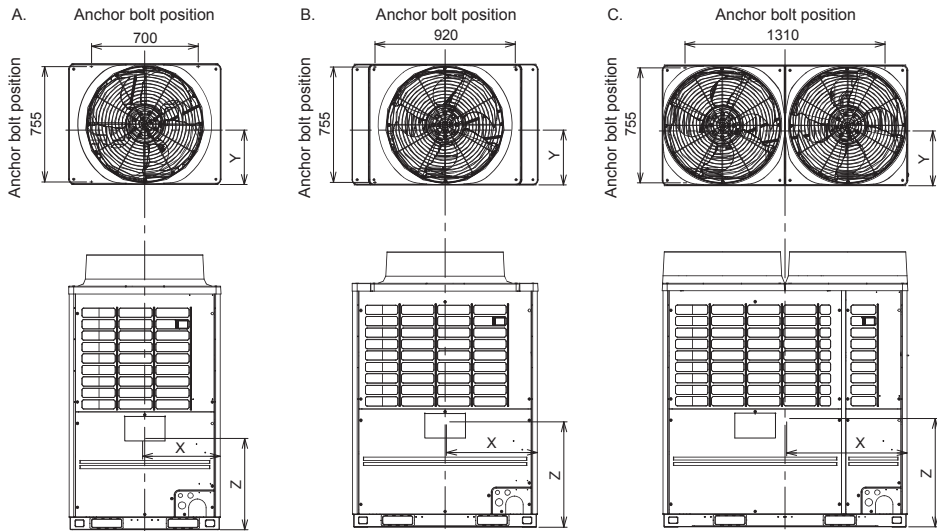 A. Anchor bolt position
700
Anchor bolt position
755
Y
X
Z
B. Anchor bolt position
920
Anchor bolt position
755
Y
X
Z
C. Anchor bolt position
1310
Anchor bolt position
755
Y
X
Z